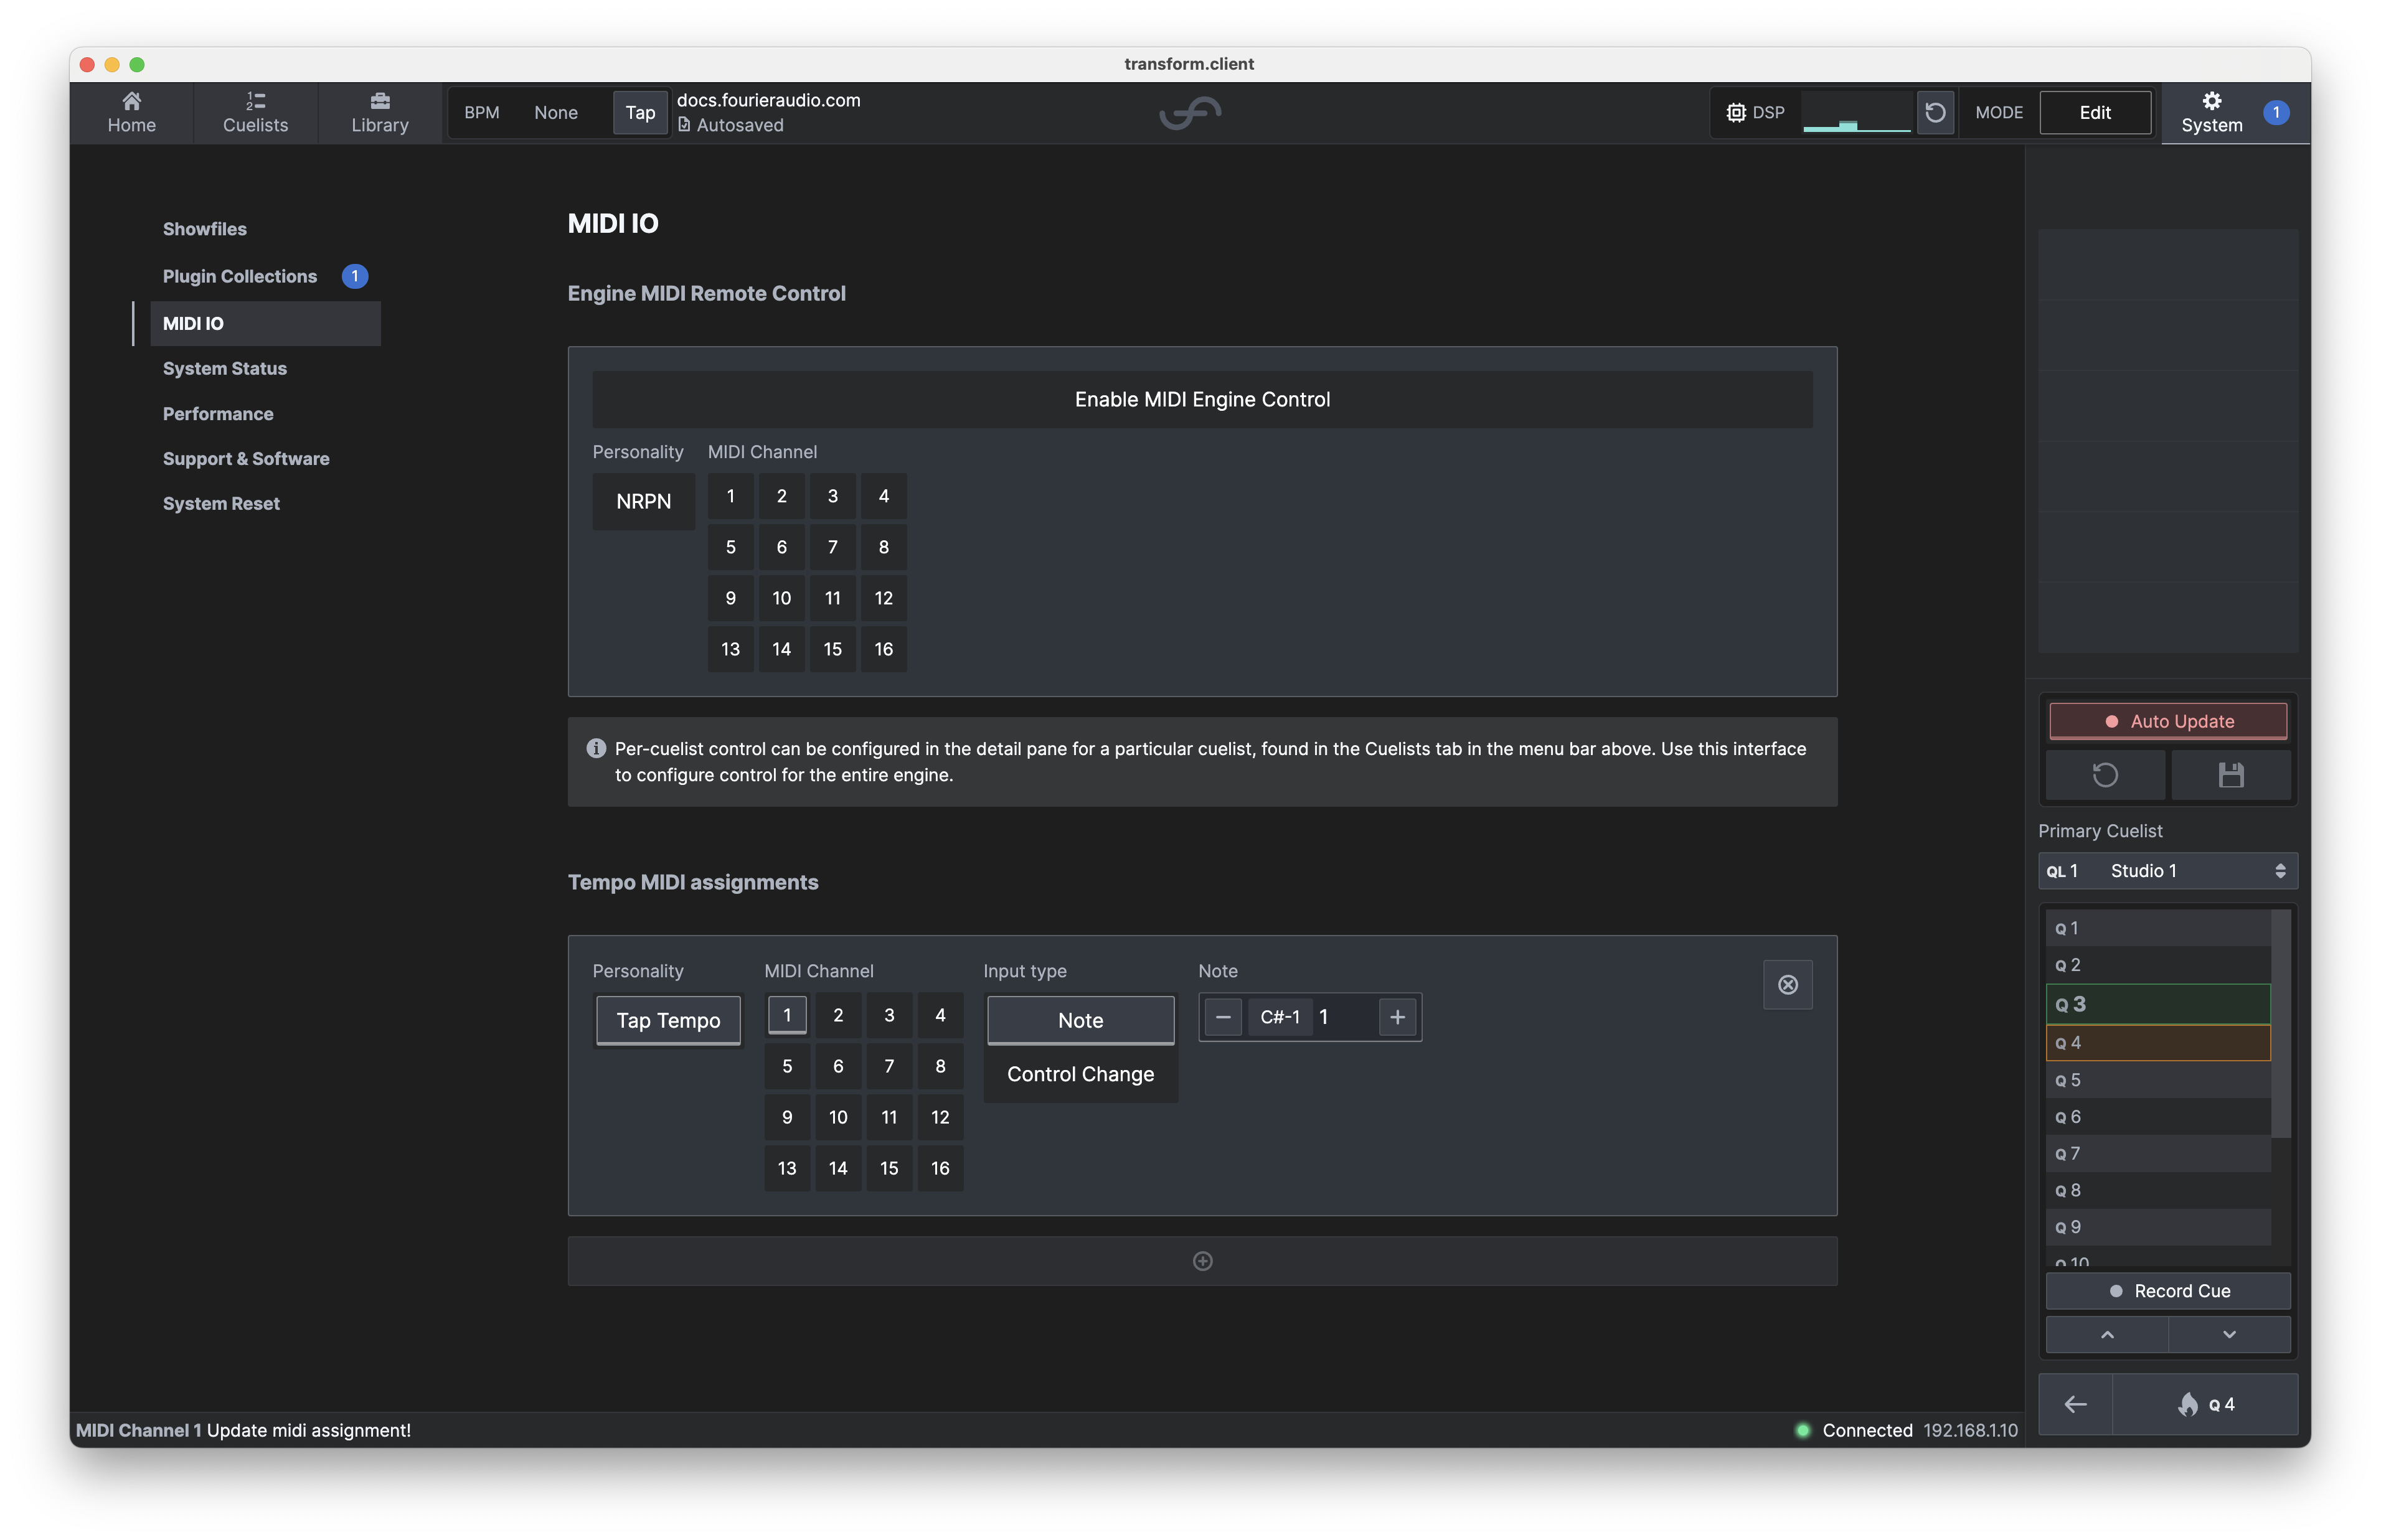 transform.client
Home
Cuelists
Library
BPM
None
Tap
docs.fourieraudio.com
Autosaved
DSP
MODE
Edit
System
1
Showfiles
Plugin Collections 1
MIDI IO
System Status
Performance
Support & Software
System Reset
MIDI IO
Engine MIDI Remote Control
Enable MIDI Engine Control
Personality
NRPN
MIDI Channel
1 2 3 4
5 6 7 8
9 10 11 12
13 14 15 16
Per-cuelist control can be configured in the detail pane for a particular cuelist, found in the Cuelists tab in the menu bar above. Use this interface
to configure control for the entire engine.
Tempo MIDI assignments
Personality
Tap Tempo
MIDI Channel
1 2 3 4
5 6 7 8
9 10 11 12
13 14 15 16
Input type
Note
Control Change
Note
C#-1 1
Auto Update
Primary Cuelist
QL 1 Studio 1
Q 1
Q 2
Q 3
Q 4
Q 5
Q 6
Q 7
Q 8
Q 9
Q 10
Record Cue
Q 4
MIDI Channel 1 Update midi assignment!
Connected 192.168.1.10